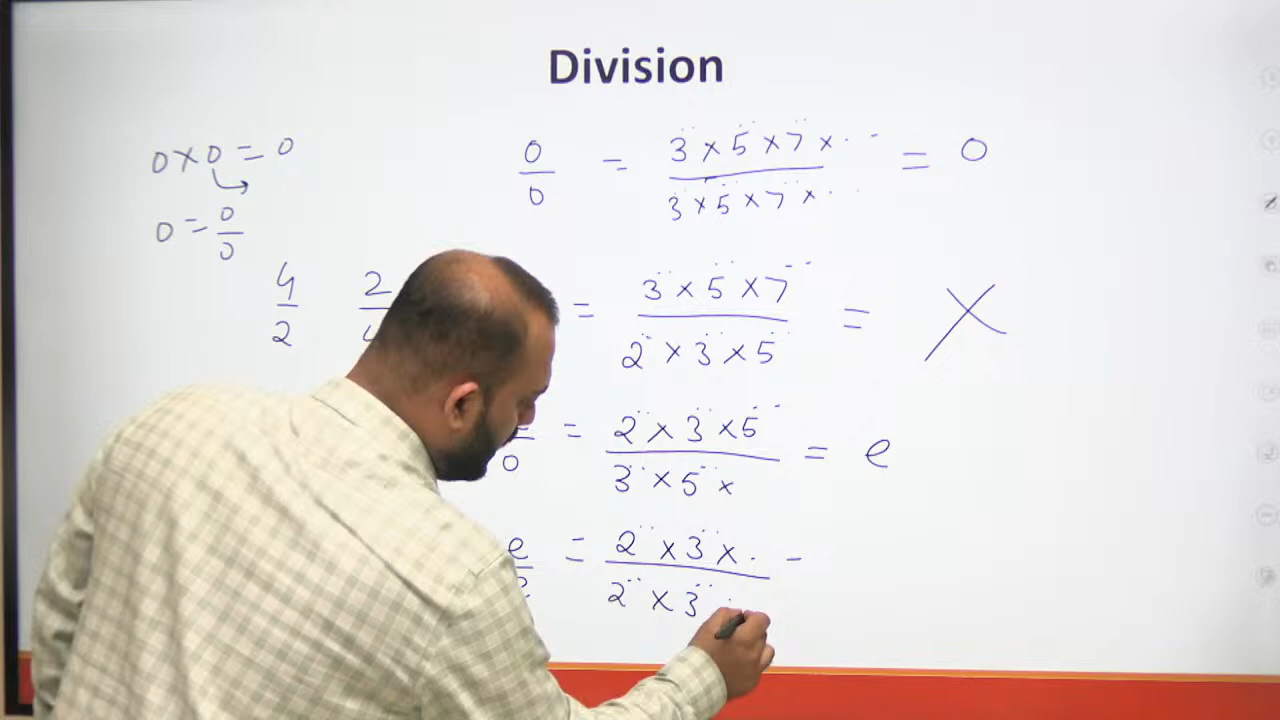 Division
0 × 0 = 0
0 = 0/0
0/0 = 3¨ × 5¨ × 7¨ × ··- / 3¨ × 5¨ × 7¨ × ·· = 0
4/2 2/ = 3¨ × 5¨ × 7¨-- / 2¨ × 3¨ × 5¨ = X
/0 = 2¨ × 3¨ × 5¨- / 3¨ × 5¨ × = e
e/ = 2¨ × 3¨ × · - / 2¨ × 3¨